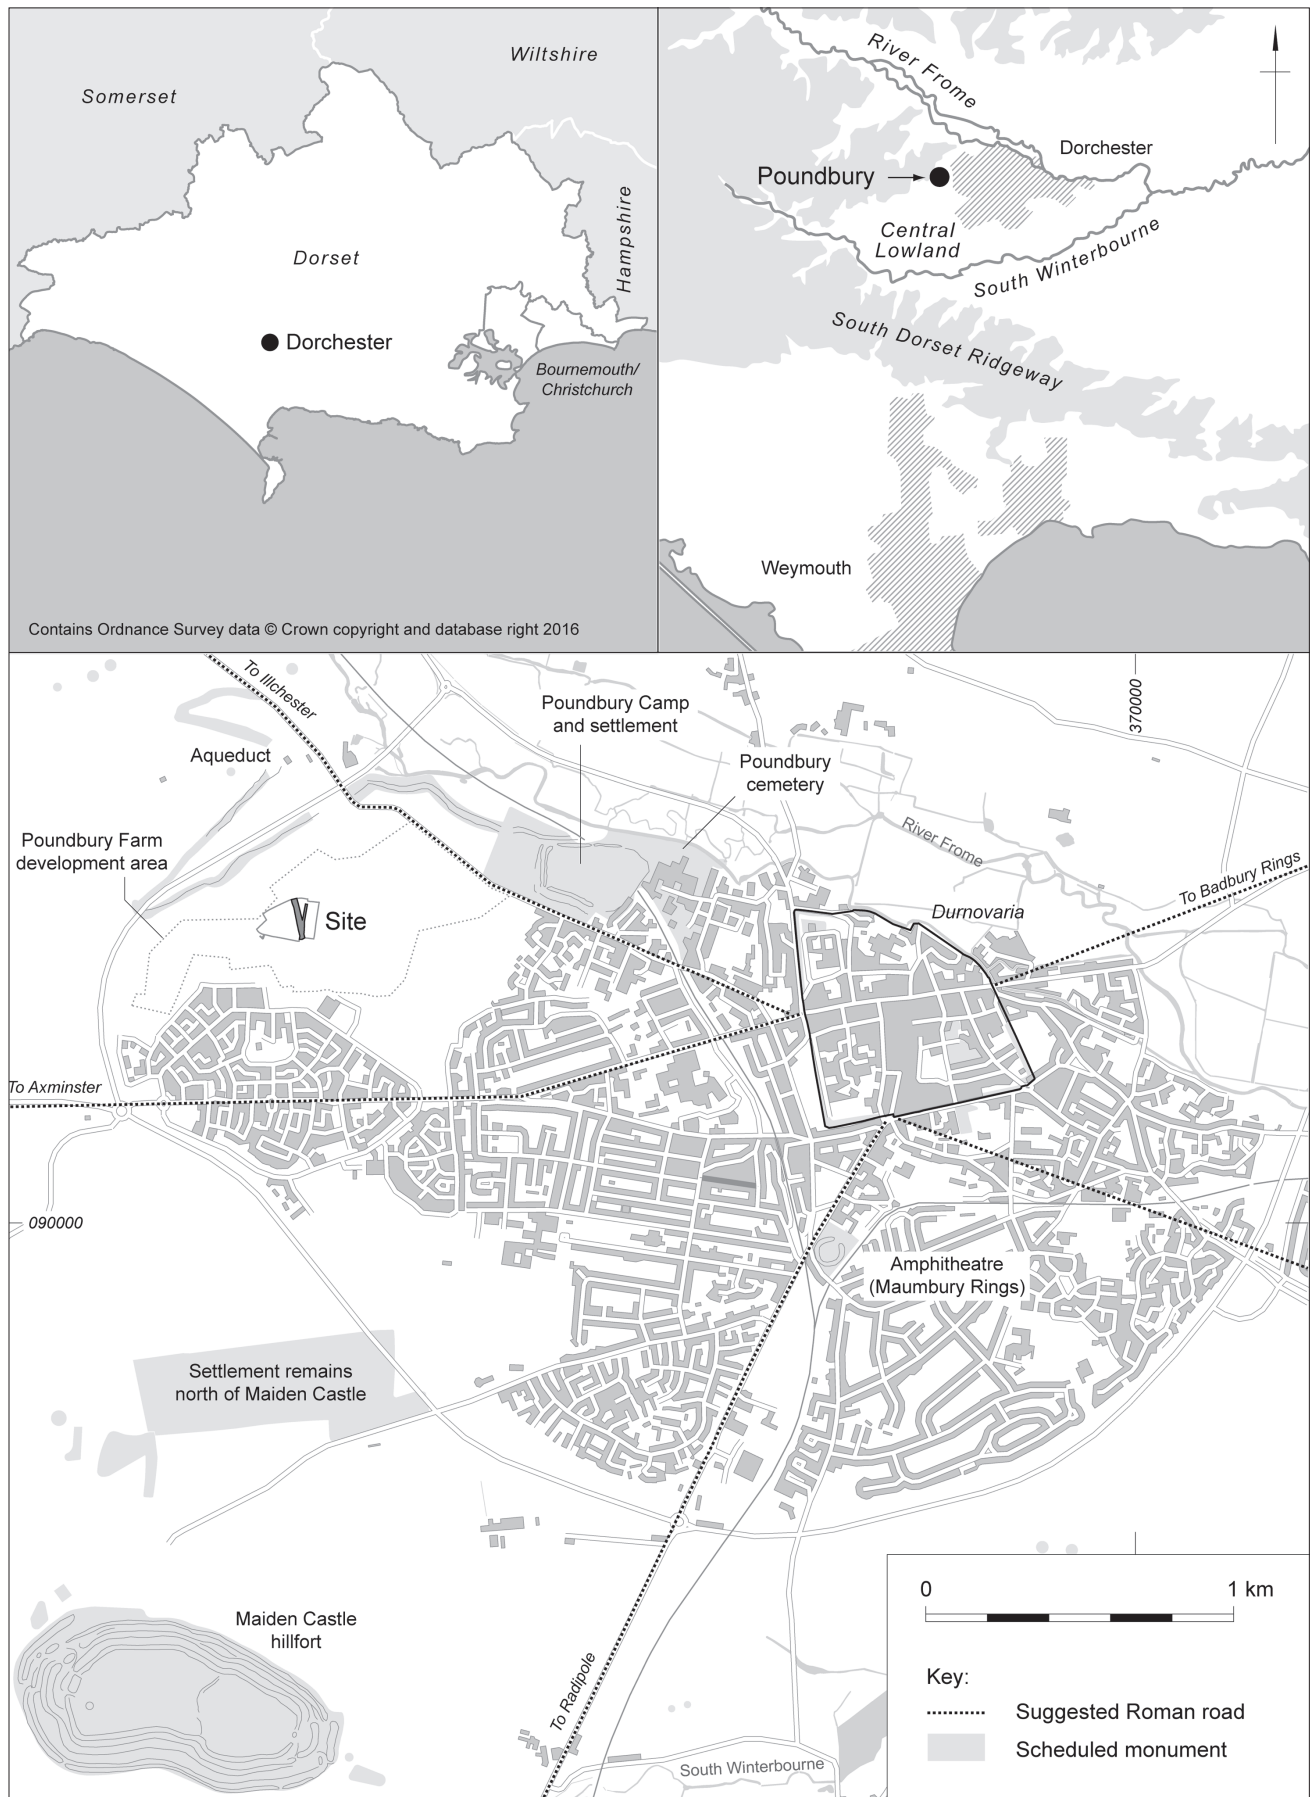 Wiltshire
Somerset
Hampshire
Dorset
Dorchester
Bournemouth/
Christchurch
Contains Ordnance Survey data © Crown copyright and database right 2016
River Frome
Dorchester
Poundbury
Central
Lowland
South Winterbourne
South Dorset Ridgeway
Weymouth
To Illchester
370000
Poundbury Camp
and settlement
Aqueduct
Poundbury
cemetery
Poundbury Farm
development area
River Frome
To Badbury Rings
Site
Durnovaria
To Axminster
090000
Amphitheatre
(Maumbury Rings)
Settlement remains
north of Maiden Castle
Maiden Castle
hillfort
To Radipole
South Winterbourne
0 1 km
Key:
Suggested Roman road
Scheduled monument